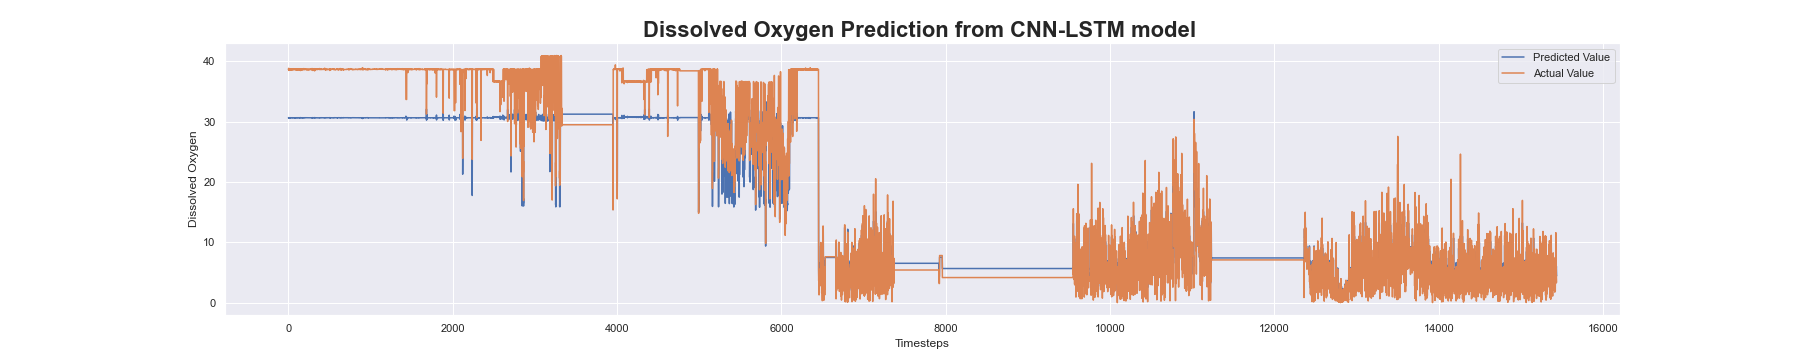 Dissolved Oxygen Prediction from CNN-LSTM model
Predicted Value
Actual Value
Dissolved Oxygen
40
30
20
10
0
0 2000 4000 6000 8000 10000 12000 14000 16000
Timesteps